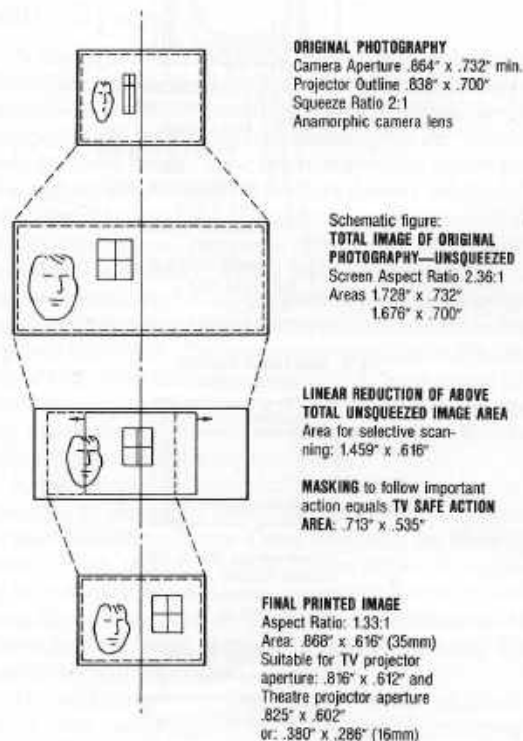 ORIGINAL PHOTOGRAPHY
Camera Aperture .864″ x .732″ min.
Projector Outline .838″ x .700″
Squeeze Ratio 2:1
Anamorphic camera lens
Schematic figure:
TOTAL IMAGE OF ORIGINAL
PHOTOGRAPHY—UNSQUEEZED
Screen Aspect Ratio 2.36:1
Areas 1.728″ x .732″
1.676″ x .700″
LINEAR REDUCTION OF ABOVE
TOTAL UNSQUEEZED IMAGE AREA
Area for selective scan-
ning: 1.459″ x .616″
MASKING to follow important
action equals TV SAFE ACTION
AREA: .713″ x .535″
FINAL PRINTED IMAGE
Aspect Ratio: 1.33:1
Area: .868″ x .616″ (35mm)
Suitable for TV projector
aperture: .816″ x .612″ and
Theatre projector aperture
.825″ x .602″
or: .380″ x .286″ (16mm)